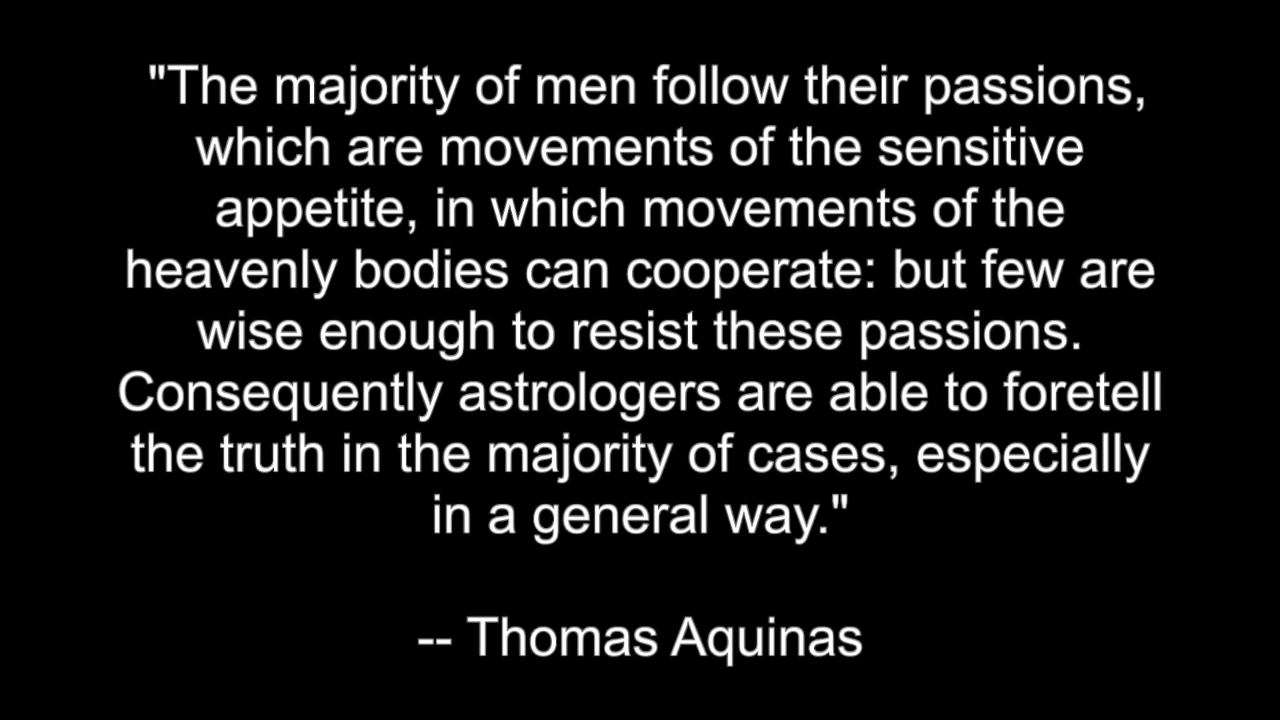 "The majority of men follow their passions,
which are movements of the sensitive
appetite, in which movements of the
heavenly bodies can cooperate: but few are
wise enough to resist these passions.
Consequently astrologers are able to foretell
the truth in the majority of cases, especially
in a general way."
-- Thomas Aquinas